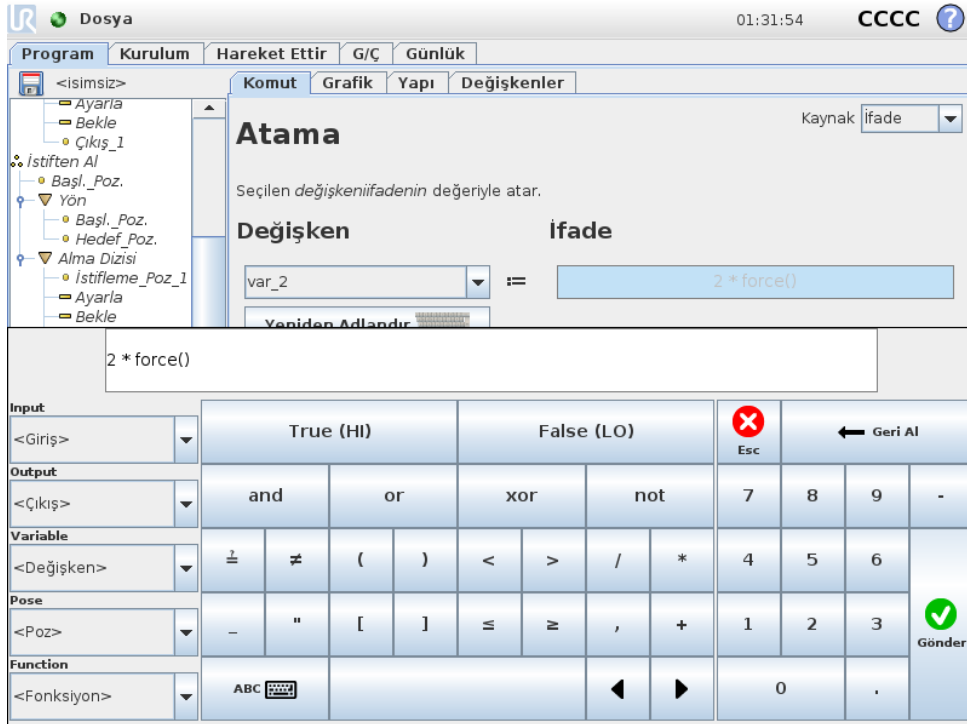 UR Dosya 01:31:54 CCCC ?
Program Kurulum Hareket Ettir G/Ç Günlük
<isimsiz> Komut Grafik Yapı Değişkenler
Ayarla
Bekle
Çıkış_1
İstiften Al
Başl._Poz.
Yön
Başl._Poz.
Hedef_Poz.
Alma Dizisi
İstifleme_Poz_1
Ayarla
Bekle
Atama
Kaynak İfade
Seçilen değişkeniifadenin değeriyle atar.
Değişken İfade
var_2 := 2 * force()
Yeniden Adlandır
2 * force()
Input
<Giriş>
Output
<Çıkış>
Variable
<Değişken>
Pose
<Poz>
Function
<Fonksiyon>
True (HI) False (LO) Esc Geri Al
and or xor not 7 8 9 -
≟ ≠ ( ) < > / * 4 5 6
_ " [ ] ≤ ≥ , + 1 2 3 Gönder
ABC 0 .